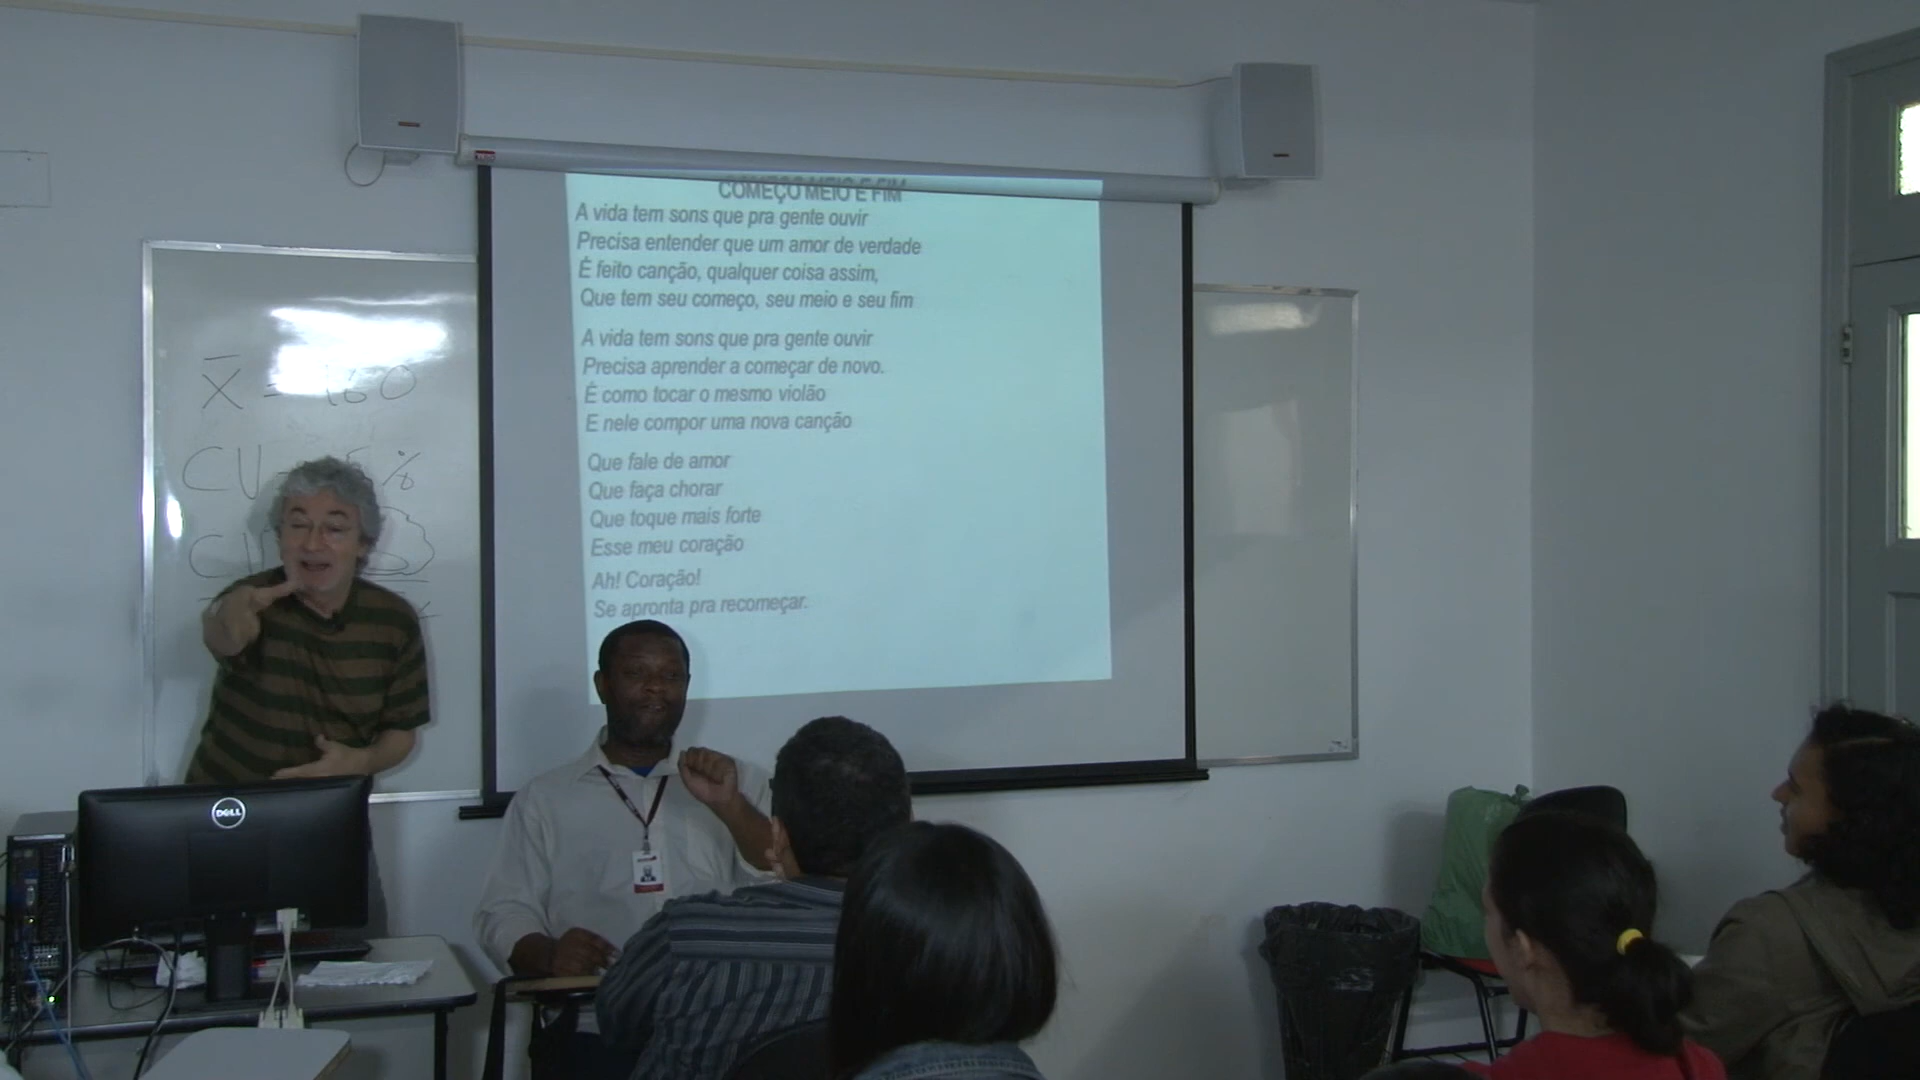 COMEÇO MEIO E FIM
A vida tem sons que pra gente ouvir
Precisa entender que um amor de verdade
É feito canção, qualquer coisa assim,
Que tem seu começo, seu meio e seu fim
A vida tem sons que pra gente ouvir
Precisa aprender a começar de novo.
É como tocar o mesmo violão
E nele compor uma nova canção
Que fale de amor
Que faça chorar
Que toque mais forte
Esse meu coração
Ah! Coração!
Se apronta pra recomeçar.
X̅ = 160
CV %
CV
DELL